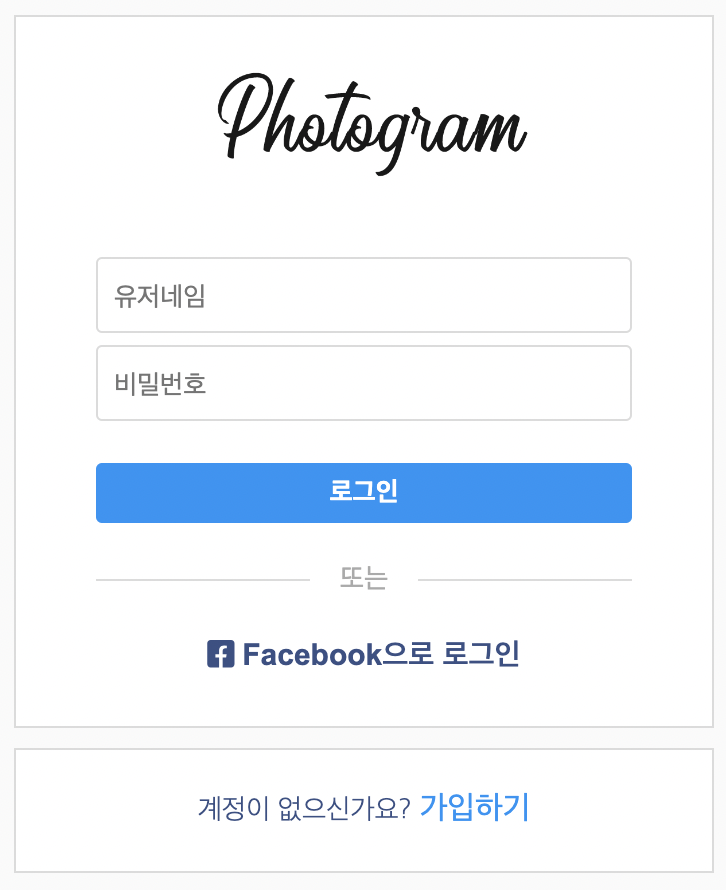 Photogram
유저네임
비밀번호
로그인
또는
Facebook으로 로그인
계정이 없으신가요? 가입하기